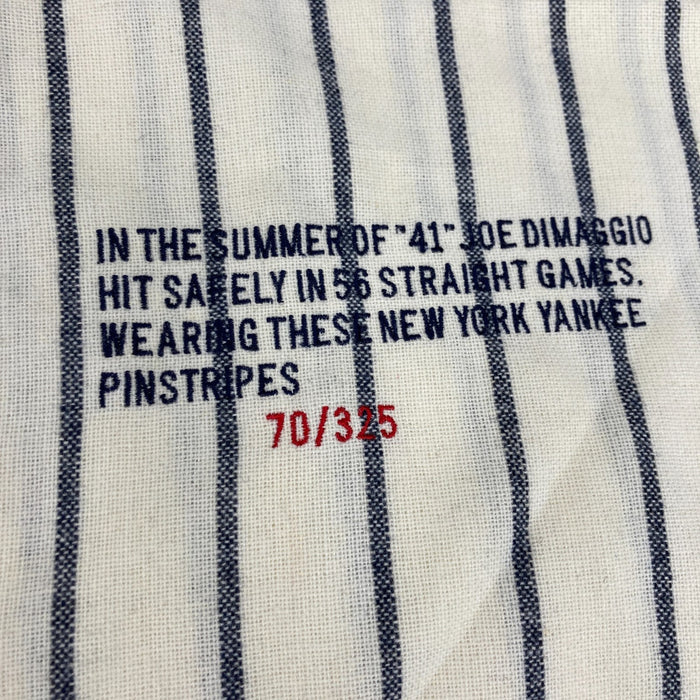 IN THE SUMMER OF "41" JOE DIMAGGIO
HIT SAFELY IN 56 STRAIGHT GAMES.
WEARING THESE NEW YORK YANKEE
PINSTRIPES
70/325